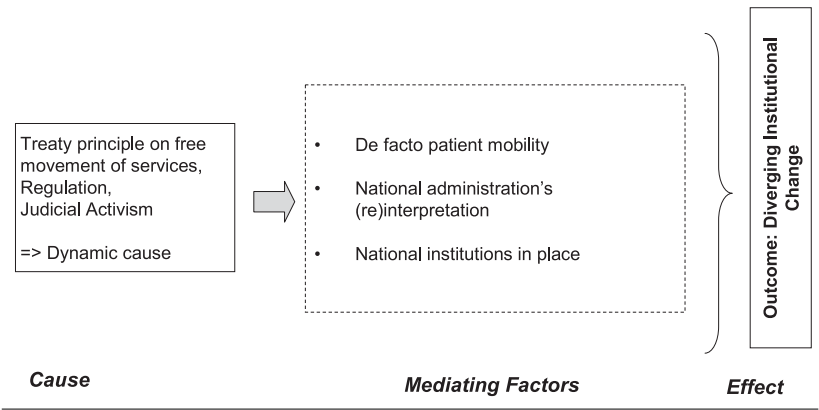 Treaty principle on free
movement of services,
Regulation,
Judicial Activism
=> Dynamic cause
• De facto patient mobility
• National administration's
(re)interpretation
• National institutions in place
Outcome: Diverging Institutional
Change
Cause
Mediating Factors
Effect